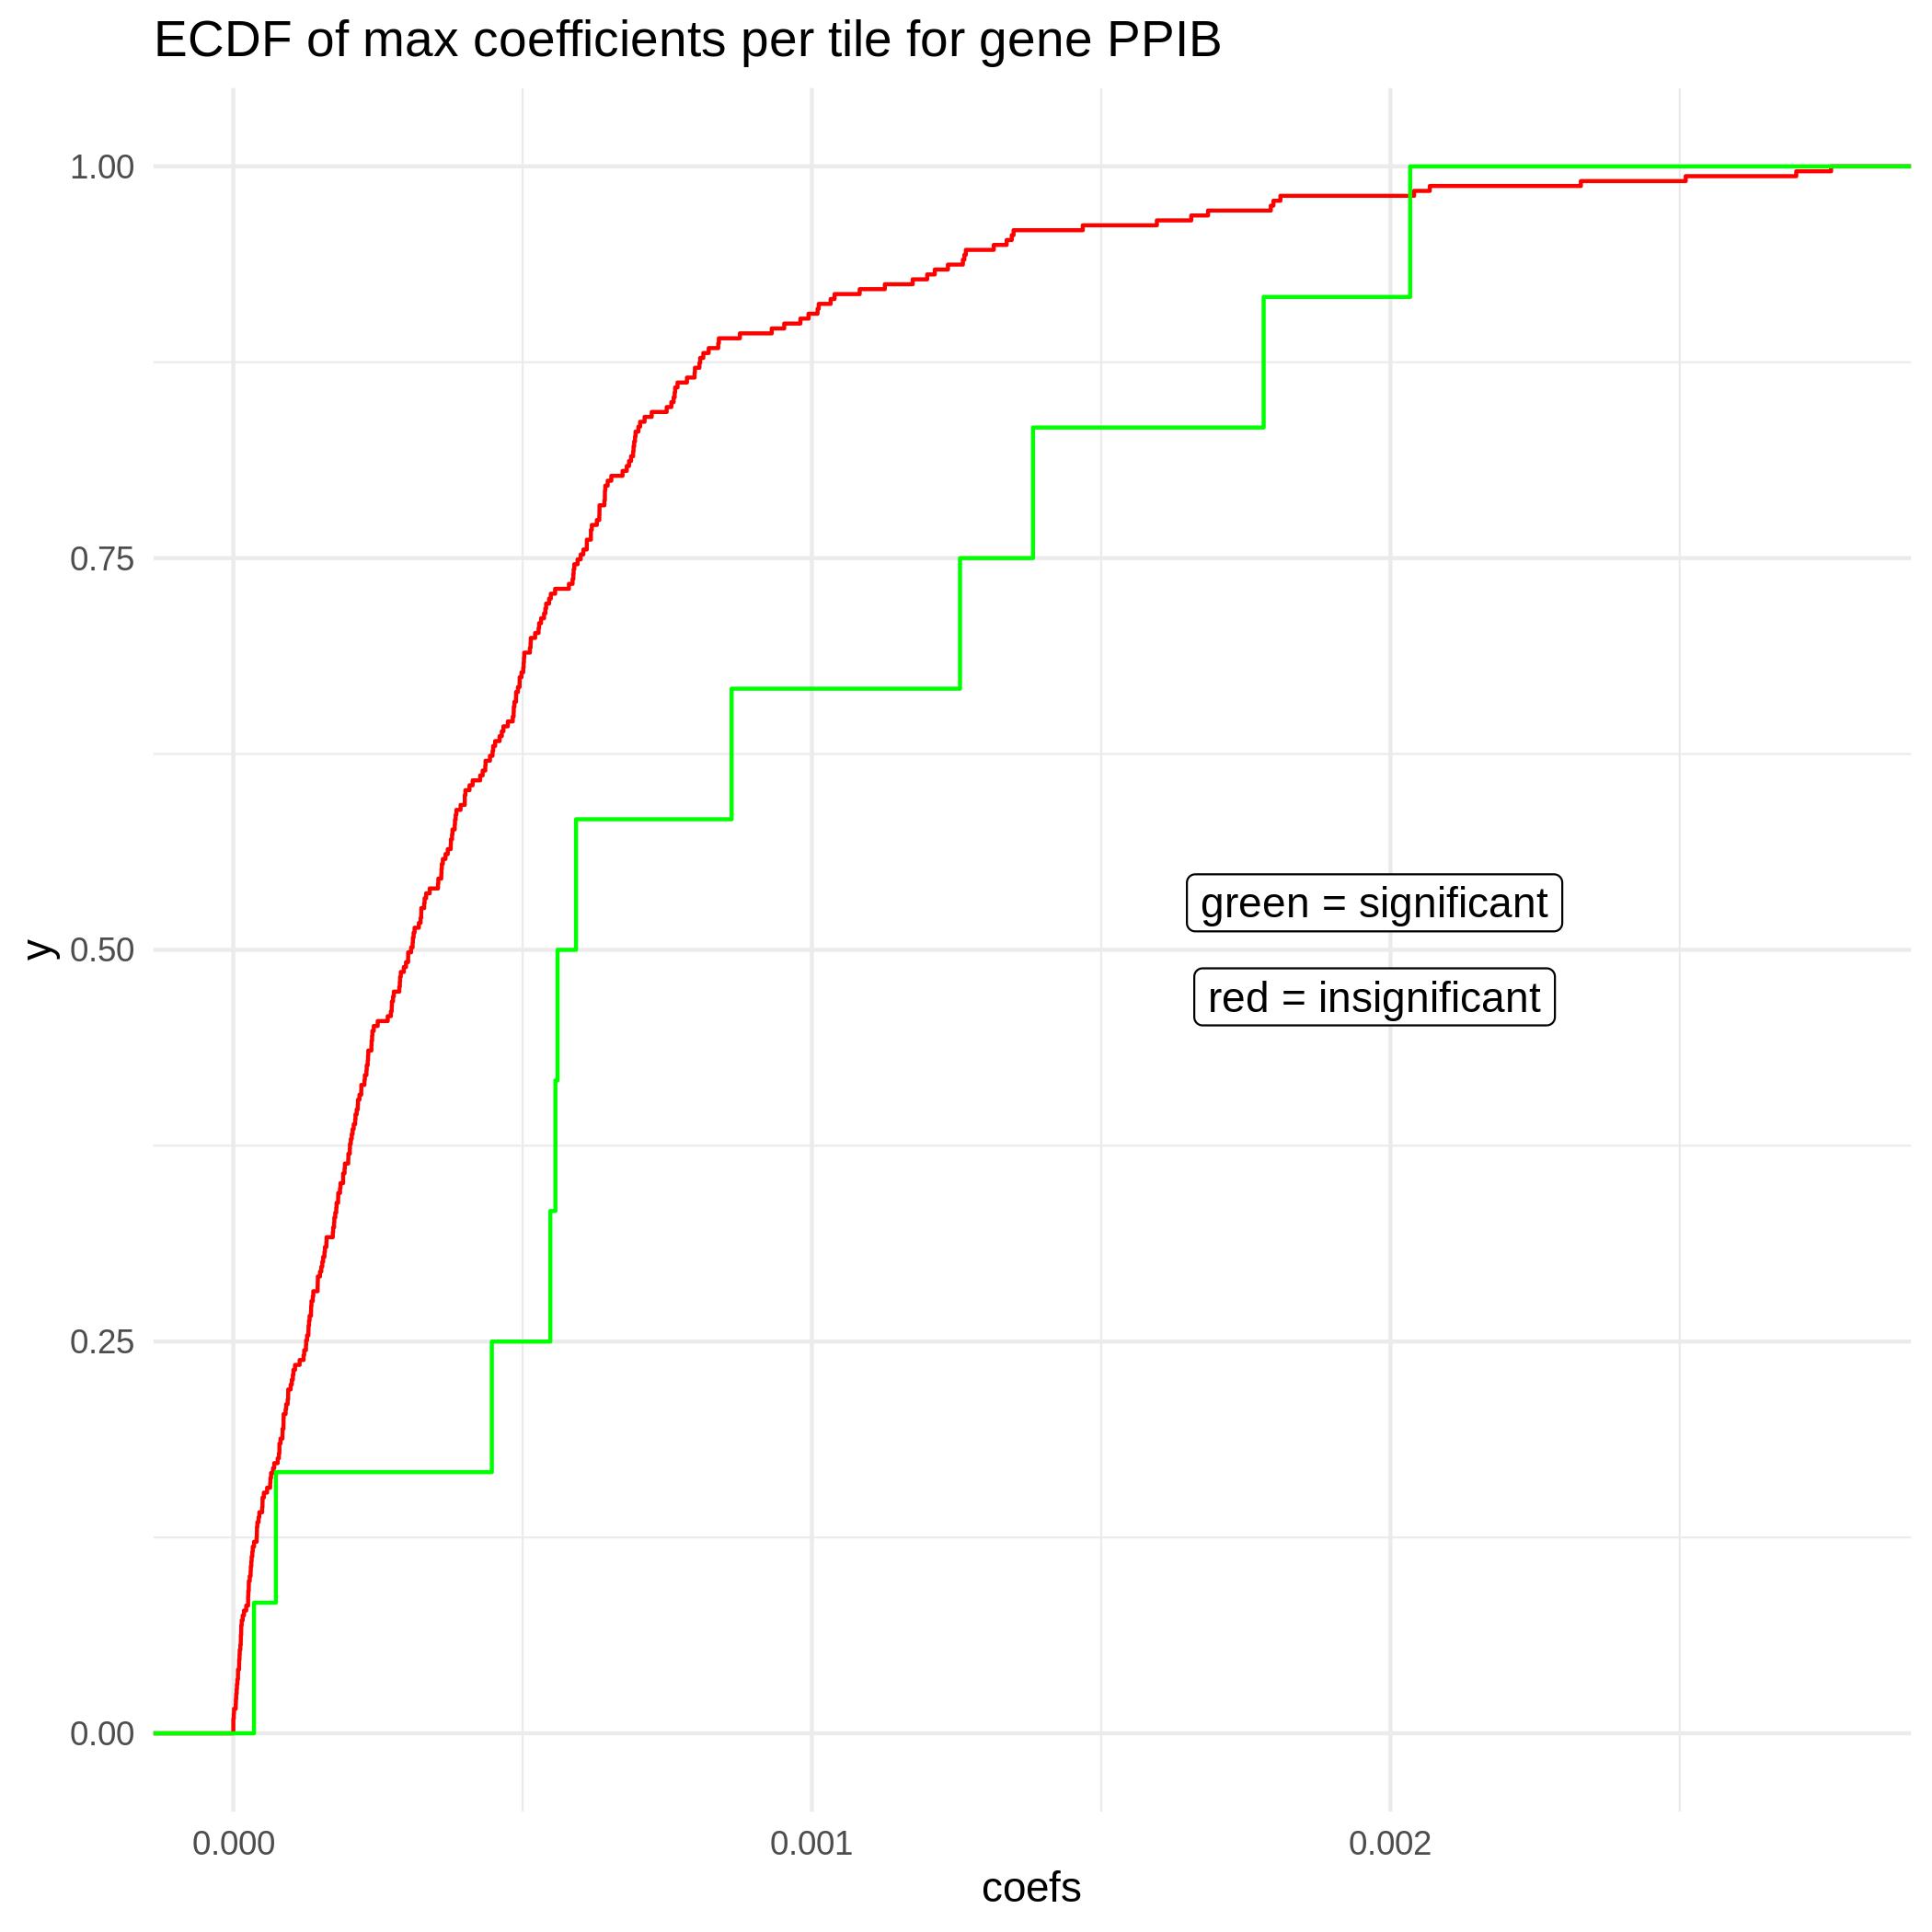 ECDF of max coefficients per tile for gene PPIB
1.00
0.75
0.50
0.25
0.00
y
green = significant
red = insignificant
0.000 0.001 0.002
coefs